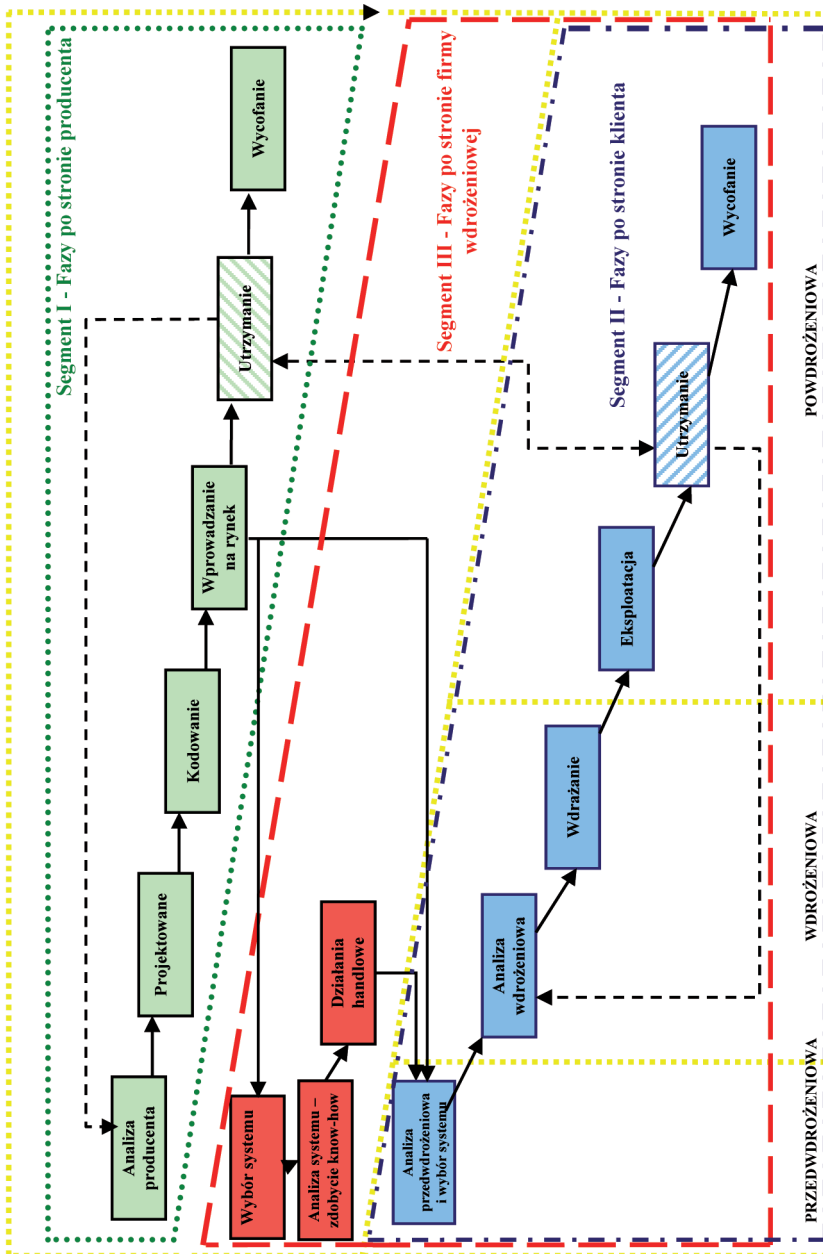 Segment I - Fazy po stronie producenta
Analiza
producenta
Projektowane
Kodowanie
Wprowadzanie
na rynek
Utrzymanie
Wycofanie
Segment III - Fazy po stronie firmy
wdrożeniowej
Wybór systemu
Analiza systemu –
zdobycie know-how
Działania
handlowe
Segment II - Fazy po stronie klienta
Analiza
przedwdrożeniowa
i wybór systemu
Analiza
wdrożeniowa
Wdrażanie
Eksploatacja
Utrzymanie
Wycofanie
PRZEDWDROŻENIOWA
WDROŻENIOWA
POWDROŻENIOWA